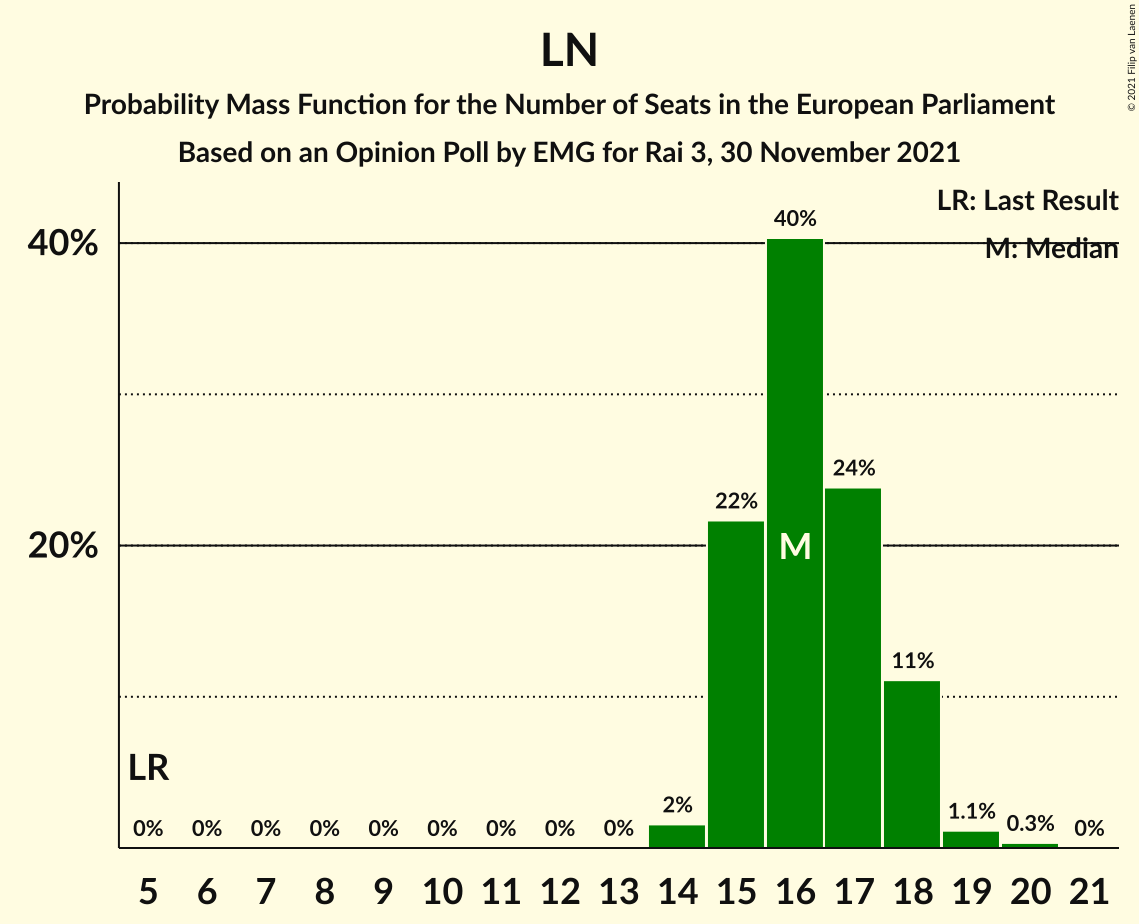 LN
Probability Mass Function for the Number of Seats in the European Parliament
Based on an Opinion Poll by EMG for Rai 3, 30 November 2021
© 2021 Filip van Laenen
LR: Last Result
M: Median
40%
20%
40%
24%
22%
M
11%
LR
2%
1.1%
0.3%
0% 0% 0% 0% 0% 0% 0% 0% 0% 0%
5 6 7 8 9 10 11 12 13 14 15 16 17 18 19 20 21